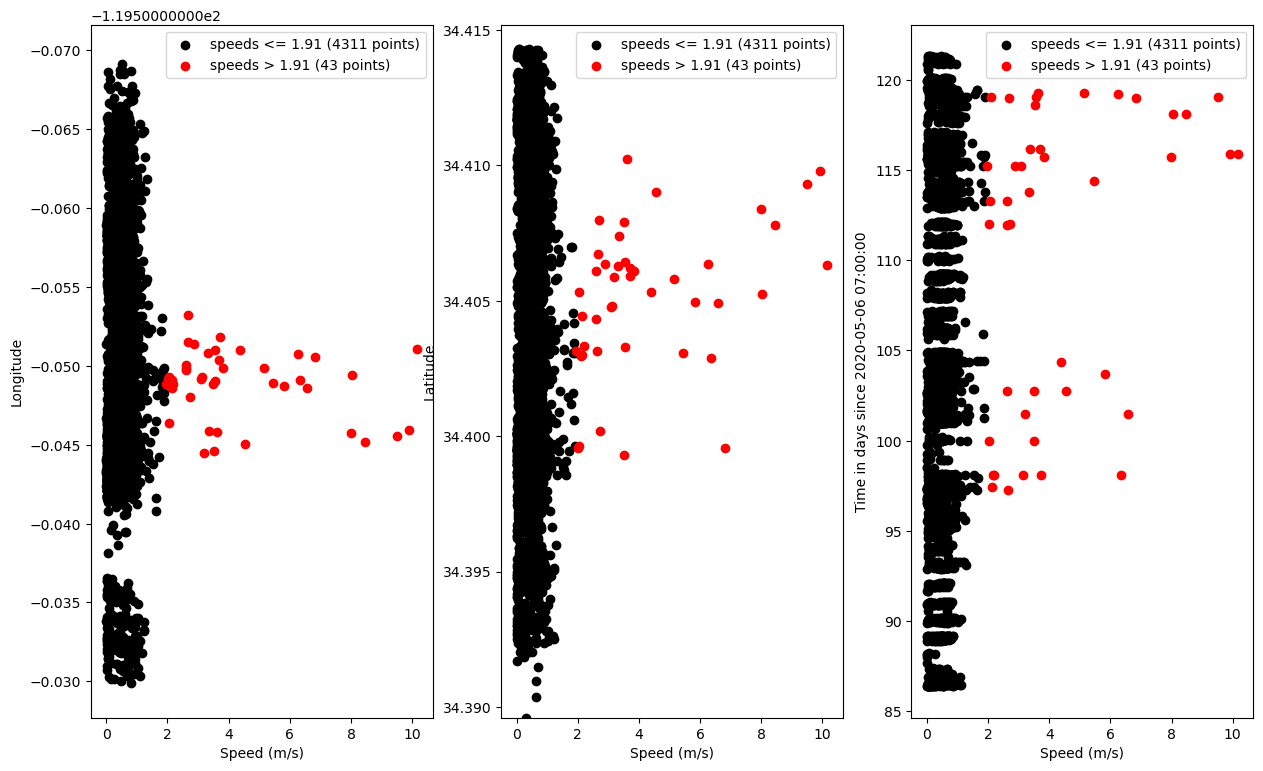 −1.1950000000e2
−0.070
−0.065
−0.060
−0.055
−0.050
−0.045
−0.040
−0.035
−0.030
Longitude
0 2 4 6 8 10
Speed (m/s)
speeds <= 1.91 (4311 points)
speeds > 1.91 (43 points)
34.415
34.410
34.405
34.400
34.395
34.390
Latitude
0 2 4 6 8 10
Speed (m/s)
speeds <= 1.91 (4311 points)
speeds > 1.91 (43 points)
120
115
110
105
100
95
90
85
Time in days since 2020-05-06 07:00:00
0 2 4 6 8 10
Speed (m/s)
speeds <= 1.91 (4311 points)
speeds > 1.91 (43 points)